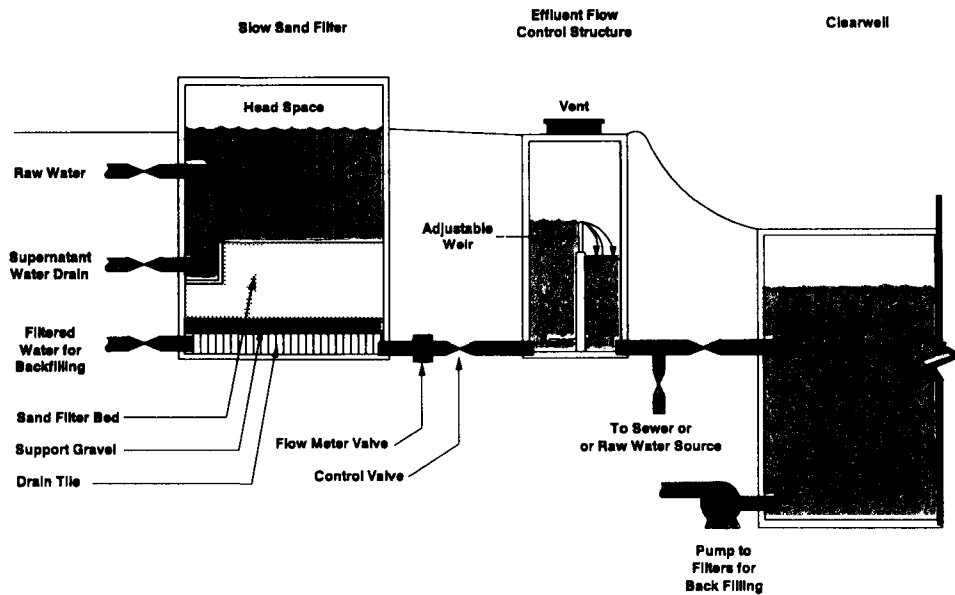 Slow Sand Filter
Effluent Flow
Control Structure
Clearwell
Head Space
Vent
Raw Water
Adjustable
Weir
Supernatant
Water Drain
Filtered
Water for
Backfilling
Sand Filter Bed
Support Gravel
Drain Tile
Flow Meter Valve
Control Valve
To Sewer or
or Raw Water Source
Pump to
Filters for
Back Filling